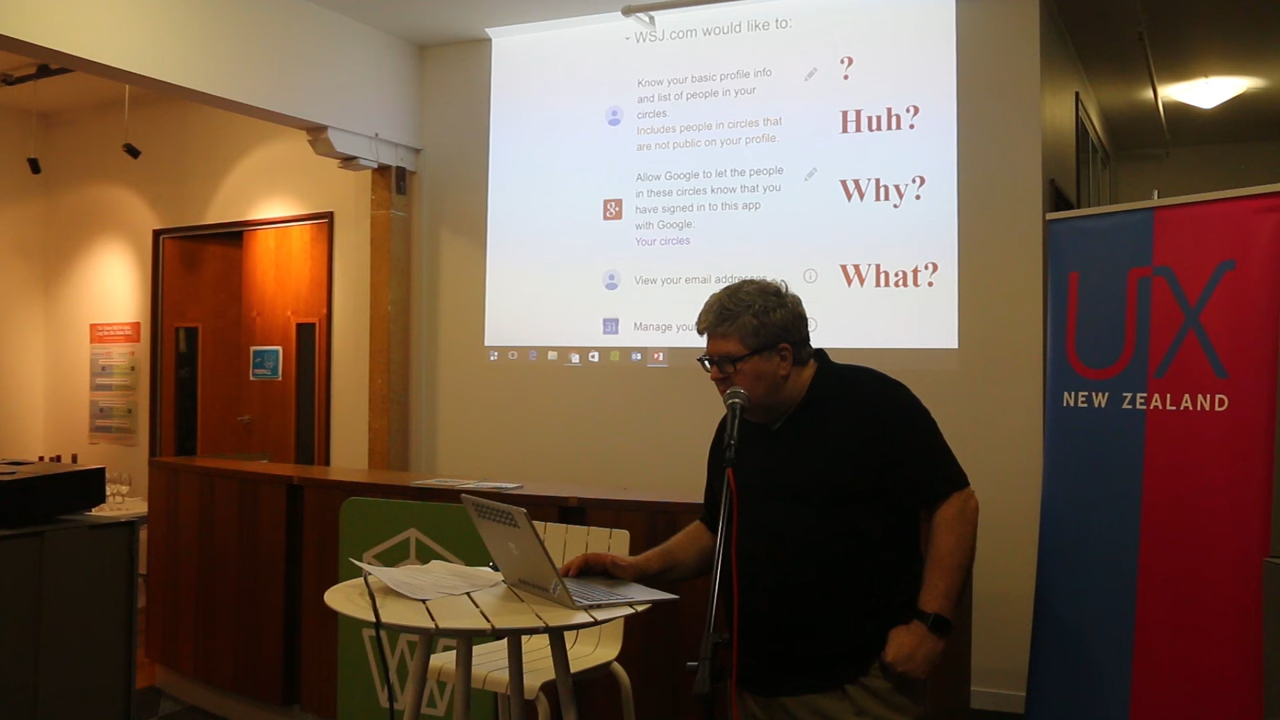 - WSJ.com would like to:
Know your basic profile info
and list of people in your
circles.
Includes people in circles that
are not public on your profile.
?
Huh?
Allow Google to let the people
in these circles know that you
have signed in to this app
with Google:
Your circles
Why?
g+
View your email addresses
What?
31
Manage your
UX
NEW ZEALAND
W